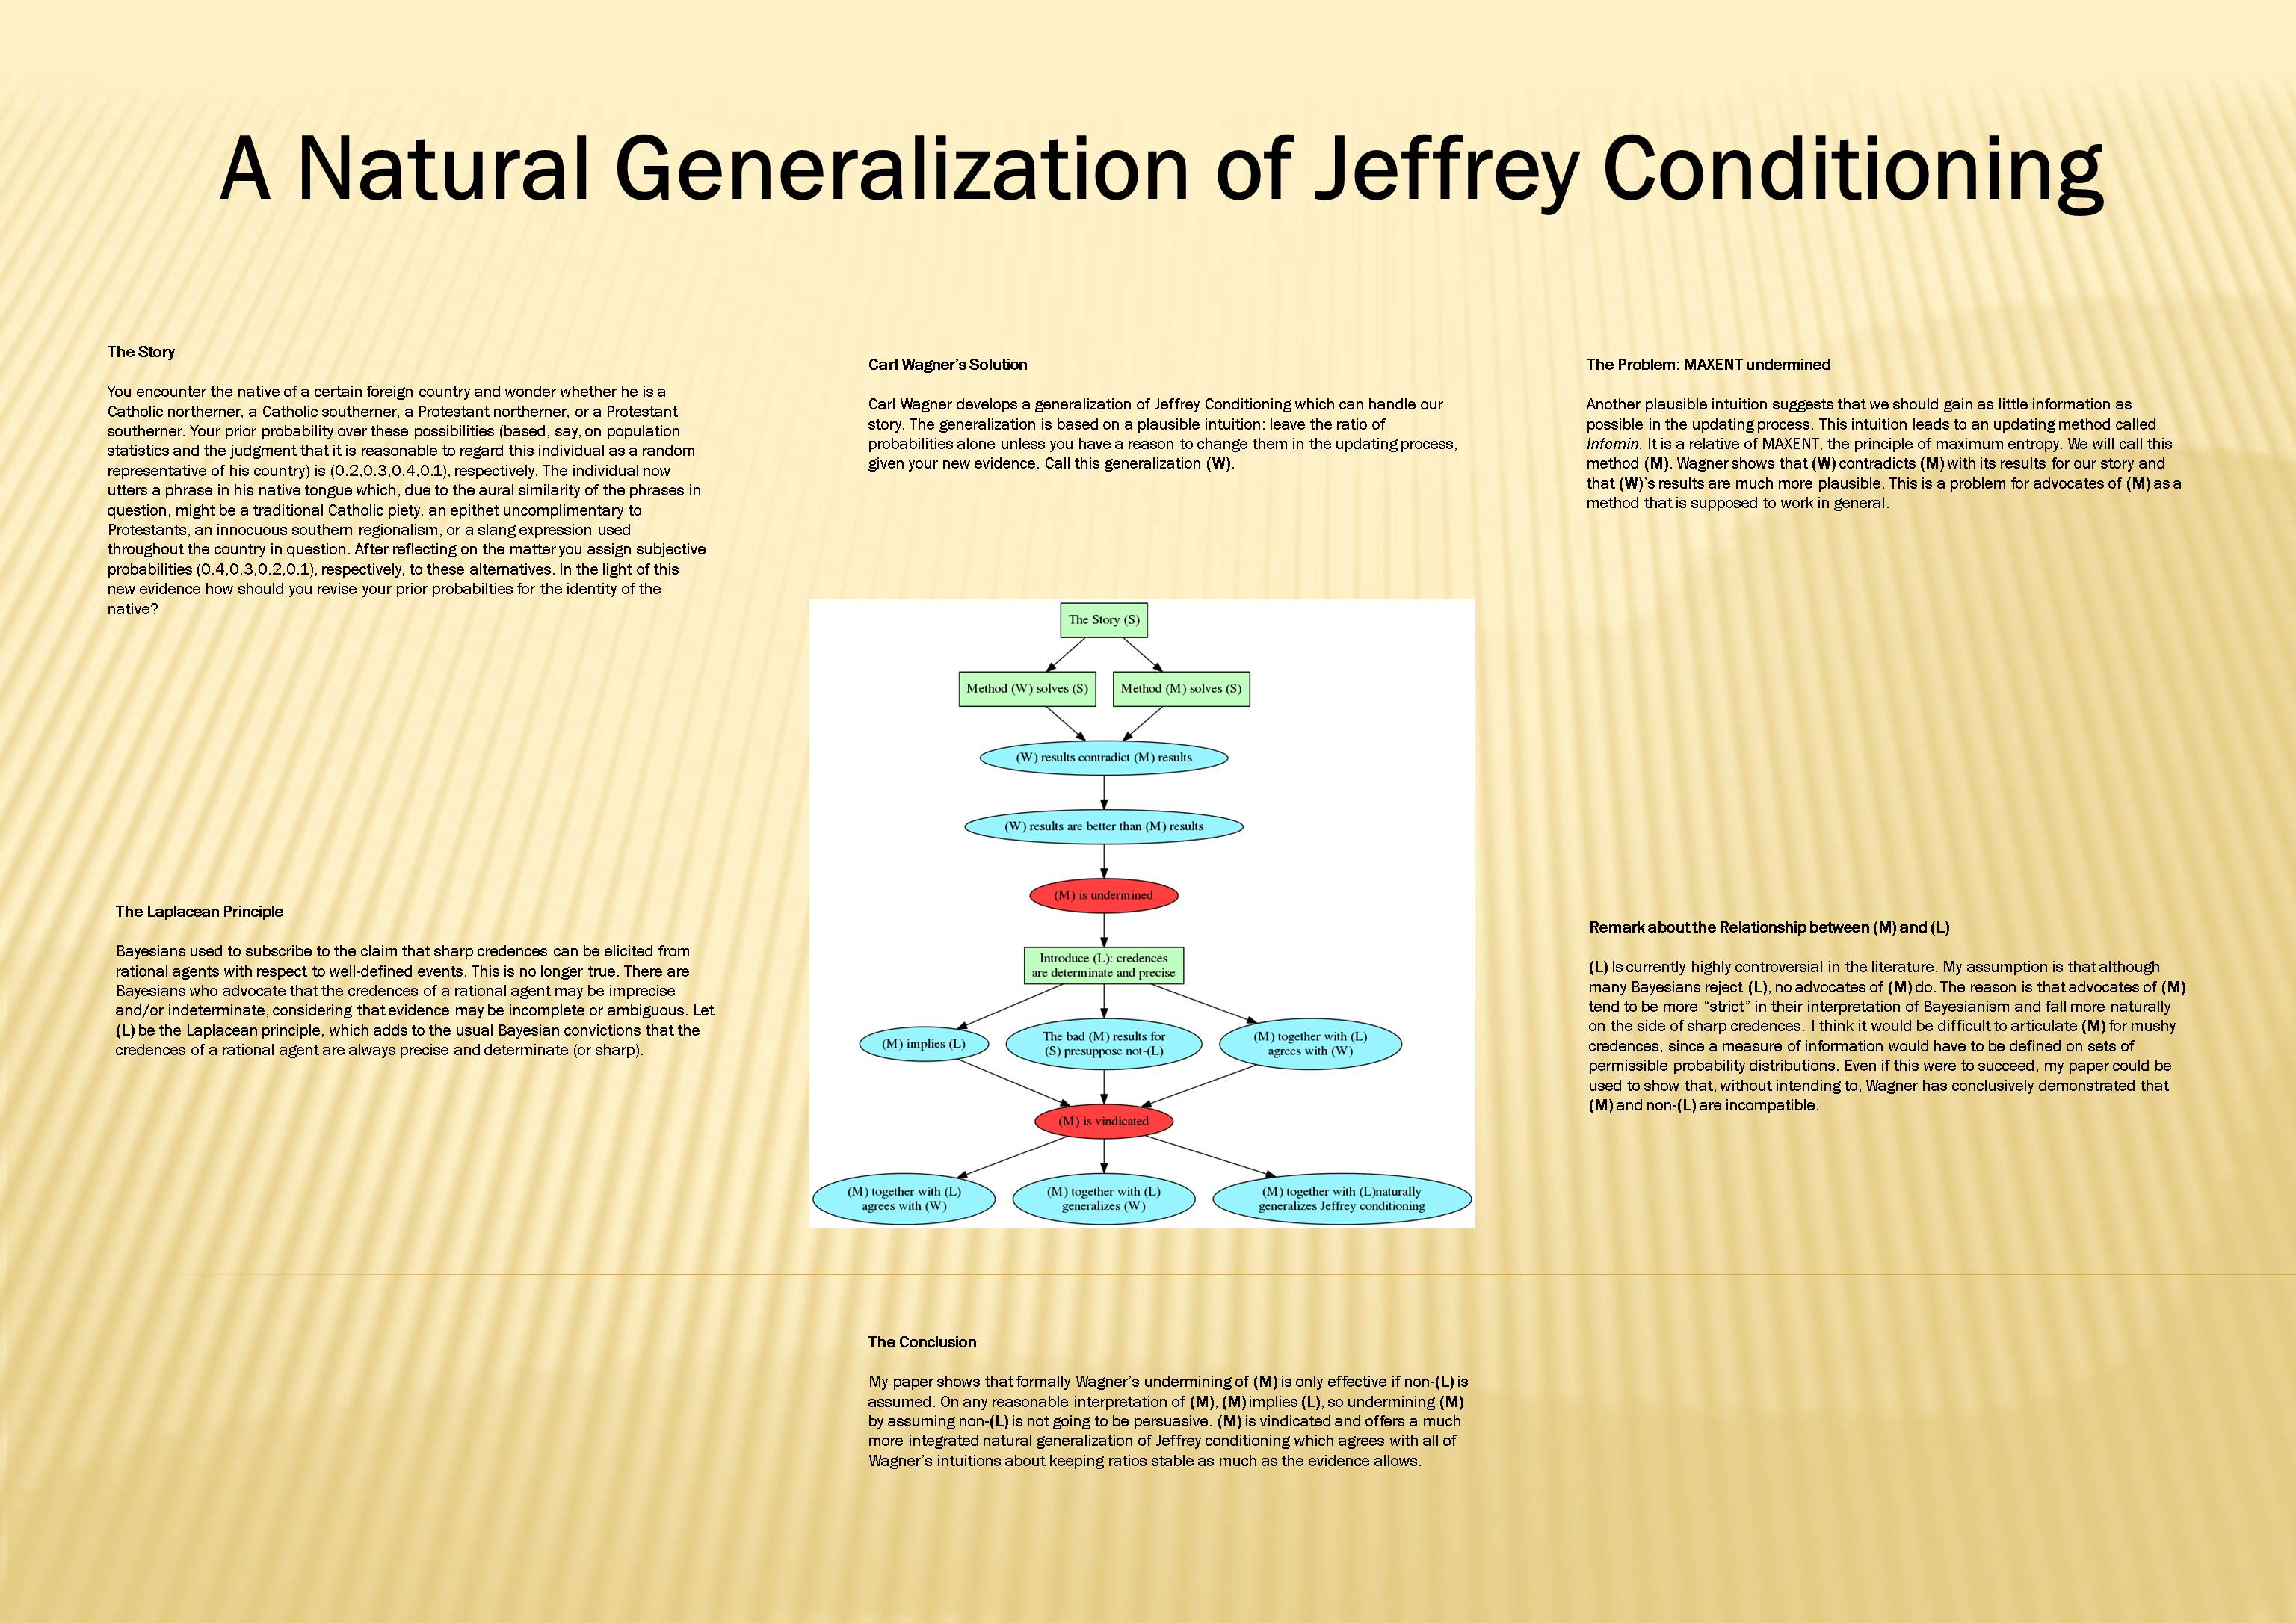 A Natural Generalization of Jeffrey Conditioning
The Story
You encounter the native of a certain foreign country and wonder whether he is a
Catholic northerner, a Catholic southerner, a Protestant northerner, or a Protestant
southerner. Your prior probability over these possibilities (based, say, on population
statistics and the judgment that it is reasonable to regard this individual as a random
representative of his country) is (0.2,0.3,0.4,0.1), respectively. The individual now
utters a phrase in his native tongue which, due to the aural similarity of the phrases in
question, might be a traditional Catholic piety, an epithet uncomplimentary to
Protestants, an innocuous southern regionalism, or a slang expression used
throughout the country in question. After reflecting on the matter you assign subjective
probabilities (0.4,0.3,0.2,0.1), respectively, to these alternatives. In the light of this
new evidence how should you revise your prior probabilties for the identity of the
native?
Carl Wagner's Solution
Carl Wagner develops a generalization of Jeffrey Conditioning which can handle our
story. The generalization is based on a plausible intuition: leave the ratio of
probabilities alone unless you have a reason to change them in the updating process,
given your new evidence. Call this generalization (W).
The Problem: MAXENT undermined
Another plausible intuition suggests that we should gain as little information as
possible in the updating process. This intuition leads to an updating method called
Infomin. It is a relative of MAXENT, the principle of maximum entropy. We will call this
method (M). Wagner shows that (W) contradicts (M) with its results for our story and
that (W)'s results are much more plausible. This is a problem for advocates of (M) as a
method that is supposed to work in general.
The Story (S)
Method (W) solves (S)
Method (M) solves (S)
(W) results contradict (M) results
(W) results are better than (M) results
(M) is undermined
Introduce (L): credences
are determinate and precise
(M) implies (L)
The bad (M) results for
(S) presuppose not-(L)
(M) together with (L)
agrees with (W)
(M) is vindicated
(M) together with (L)
agrees with (W)
(M) together with (L)
generalizes (W)
(M) together with (L)naturally
generalizes Jeffrey conditioning
The Laplacean Principle
Bayesians used to subscribe to the claim that sharp credences can be elicited from
rational agents with respect to well-defined events. This is no longer true. There are
Bayesians who advocate that the credences of a rational agent may be imprecise
and/or indeterminate, considering that evidence may be incomplete or ambiguous. Let
(L) be the Laplacean principle, which adds to the usual Bayesian convictions that the
credences of a rational agent are always precise and determinate (or sharp).
Remark about the Relationship between (M) and (L)
(L) Is currently highly controversial in the literature. My assumption is that although
many Bayesians reject (L), no advocates of (M) do. The reason is that advocates of (M)
tend to be more “strict” in their interpretation of Bayesianism and fall more naturally
on the side of sharp credences. I think it would be difficult to articulate (M) for mushy
credences, since a measure of information would have to be defined on sets of
permissible probability distributions. Even if this were to succeed, my paper could be
used to show that, without intending to, Wagner has conclusively demonstrated that
(M) and non-(L) are incompatible.
The Conclusion
My paper shows that formally Wagner's undermining of (M) is only effective if non-(L) is
assumed. On any reasonable interpretation of (M), (M) implies (L), so undermining (M)
by assuming non-(L) is not going to be persuasive. (M) is vindicated and offers a much
more integrated natural generalization of Jeffrey conditioning which agrees with all of
Wagner's intuitions about keeping ratios stable as much as the evidence allows.